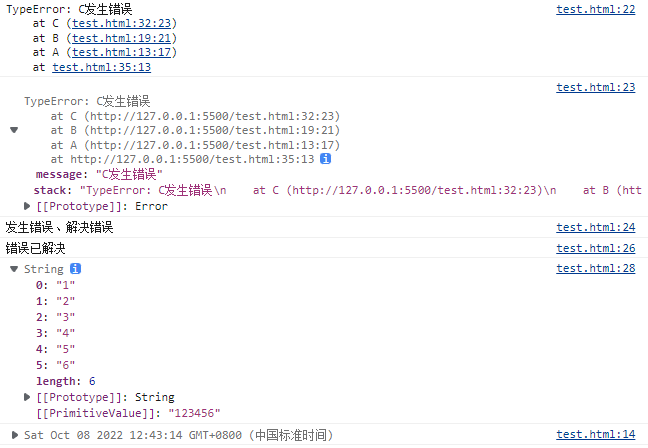 TypeError: C发生错误 test.html:22
at C (test.html:32:23)
at B (test.html:19:21)
at A (test.html:13:17)
at test.html:35:13
test.html:23
TypeError: C发生错误
at C (http://127.0.0.1:5500/test.html:32:23)
at B (http://127.0.0.1:5500/test.html:19:21)
at A (http://127.0.0.1:5500/test.html:13:17)
at http://127.0.0.1:5500/test.html:35:13 i
message: "C发生错误"
stack: "TypeError: C发生错误\n    at C (http://127.0.0.1:5500/test.html:32:23)\n    at B (htt
[[Prototype]]: Error
发生错误、解决错误 test.html:24
错误已解决 test.html:26
String i test.html:28
0: "1"
1: "2"
2: "3"
3: "4"
4: "5"
5: "6"
length: 6
[[Prototype]]: String
[[PrimitiveValue]]: "123456"
Sat Oct 08 2022 12:43:14 GMT+0800 (中国标准时间) test.html:14